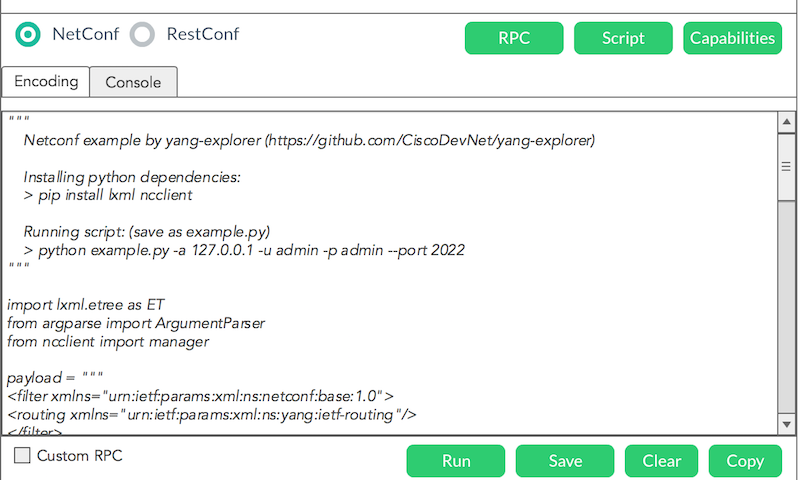 NetConf RestConf RPC Script Capabilities
Encoding Console
"""
Netconf example by yang-explorer (https://github.com/CiscoDevNet/yang-explorer)
Installing python dependencies:
> pip install lxml ncclient
Running script: (save as example.py)
> python example.py -a 127.0.0.1 -u admin -p admin --port 2022
"""
import lxml.etree as ET
from argparse import ArgumentParser
from ncclient import manager
payload = """
<filter xmlns="urn:ietf:params:xml:ns:netconf:base:1.0">
<routing xmlns="urn:ietf:params:xml:ns:yang:ietf-routing"/>
</filter>
Custom RPC Run Save Clear Copy